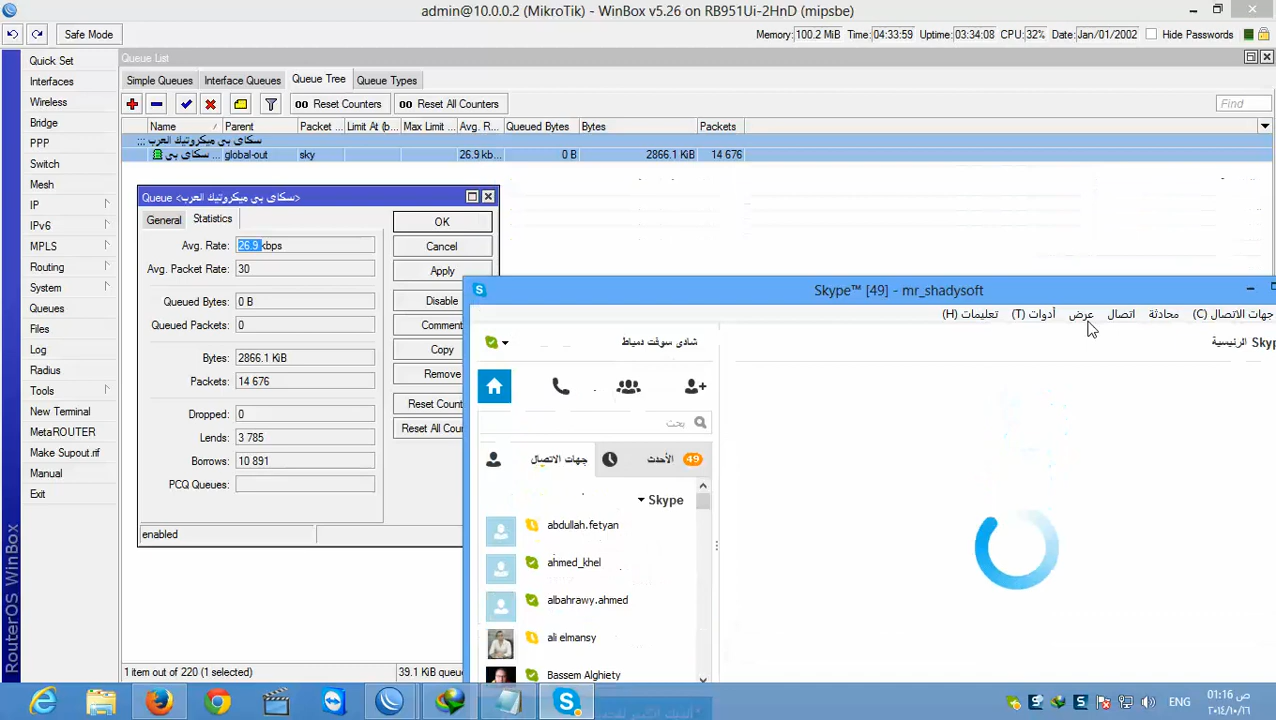 admin@10.0.0.2 (MikroTik) - WinBox v5.26 on RB951Ui-2HnD (mipsbe)
Safe Mode
Memory: 100.2 MiB Time: 04:33:59 Uptime: 03:34:08 CPU: 32% Date: Jan/01/2002 Hide Passwords
Queue List
Simple Queues Interface Queues Queue Tree Queue Types
00 Reset Counters 00 Reset All Counters Find
Name / Parent Packet ... Limit At (b... Max Limit ... Avg. R... Queued Bytes Bytes Packets
;;; سكاى بى ميكروتيك العرب
سكاى بى ... global-out sky 26.9 kb... 0 B 2866.1 KiB 14 676
Quick Set
Interfaces
Wireless
Bridge
PPP
Switch
Mesh
IP
IPv6
MPLS
Routing
System
Queues
Files
Log
Radius
Tools
New Terminal
MetaROUTER
Make Supout.rif
Manual
Exit
RouterOS WinBox
Queue <سكاى بى ميكروتيك العرب>
General Statistics
Avg. Rate: 26.9 kbps
Avg. Packet Rate: 30
Queued Bytes: 0 B
Queued Packets: 0
Bytes: 2866.1 KiB
Packets: 14 676
Dropped: 0
Lends: 3 785
Borrows: 10 891
PCQ Queues:
enabled
OK
Cancel
Apply
Disable
Comment
Copy
Remove
Reset Count
Reset All Cour
1 item out of 220 (1 selected) 39.1 KiB queue
Skype™ [49] - mr_shadysoft
جهات الاتصال (C) محادثة اتصال عرض أدوات (T) تعليمات (H)
شادى سوفت دمياط
الرئيسية Skyp
بحث
جهات الاتصال الأحدث 49
Skype
abdullah.fetyan
ahmed_khel
albahrawy.ahmed
ali elmansy
Bassem Alghiety
ENG
01:16 ص
٢٠١٤/١٠/٢٦